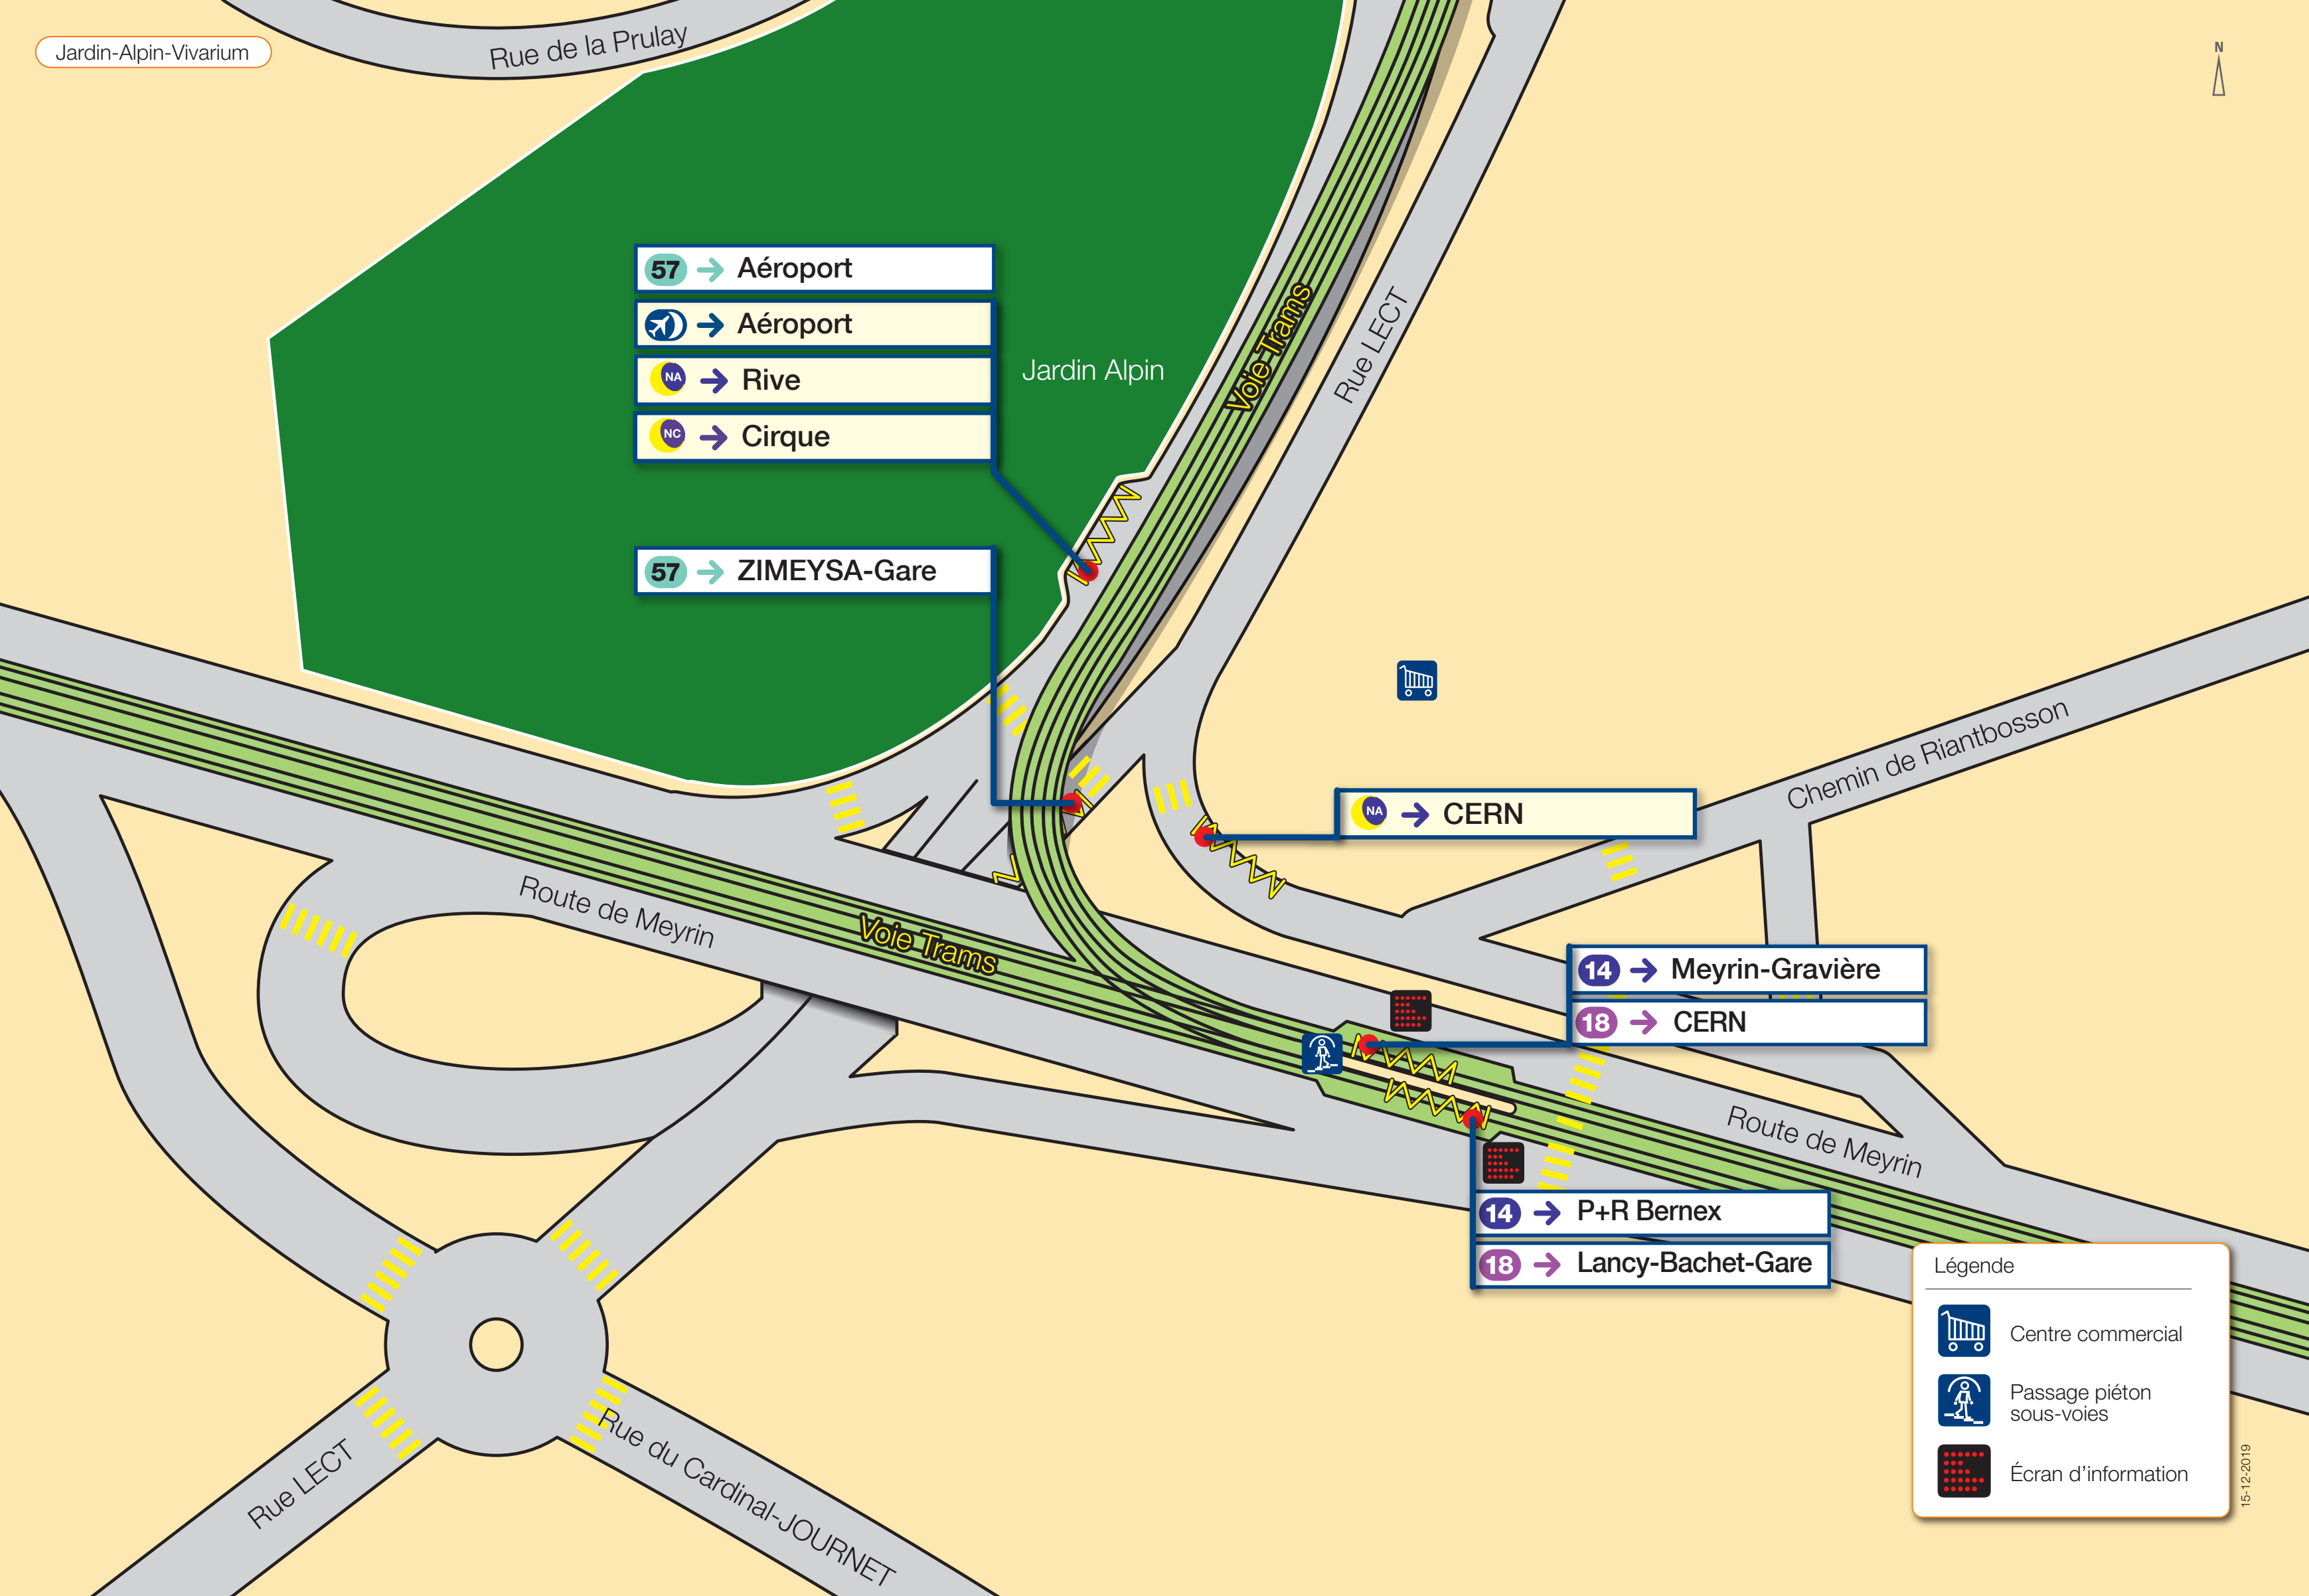 Jardin-Alpin-Vivarium
Rue de la Prulay
N
57 Aéroport
Aéroport
NA Rive
NC Cirque
Jardin Alpin
Voie Trams
Rue LECT
57 ZIMEYSA-Gare
Chemin de Riantbosson
NA CERN
Route de Meyrin
Voie Trams
14 Meyrin-Gravière
18 CERN
Route de Meyrin
14 P+R Bernex
18 Lancy-Bachet-Gare
Légende
Centre commercial
Passage piéton
sous-voies
Écran d’information
15-12-2019
Rue LECT
Rue du Cardinal-JOURNET